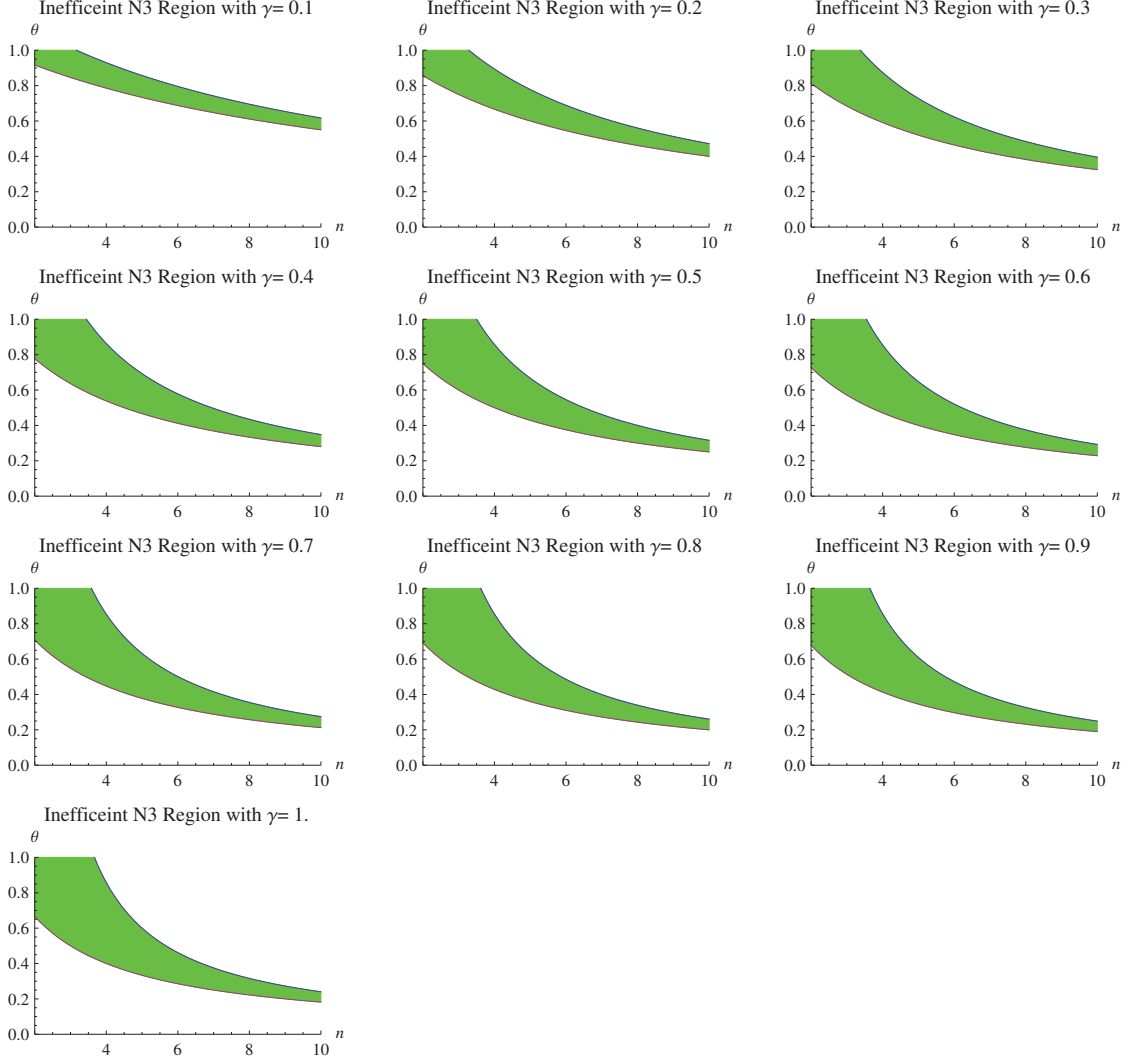 Inefficeint N3 Region with γ= 0.1
θ
1.0
0.8
0.6
0.4
0.2
0.0
4 6 8 10 n
Inefficeint N3 Region with γ= 0.2
θ
1.0
0.8
0.6
0.4
0.2
0.0
4 6 8 10 n
Inefficeint N3 Region with γ= 0.3
θ
1.0
0.8
0.6
0.4
0.2
0.0
4 6 8 10 n
Inefficeint N3 Region with γ= 0.4
θ
1.0
0.8
0.6
0.4
0.2
0.0
4 6 8 10 n
Inefficeint N3 Region with γ= 0.5
θ
1.0
0.8
0.6
0.4
0.2
0.0
4 6 8 10 n
Inefficeint N3 Region with γ= 0.6
θ
1.0
0.8
0.6
0.4
0.2
0.0
4 6 8 10 n
Inefficeint N3 Region with γ= 0.7
θ
1.0
0.8
0.6
0.4
0.2
0.0
4 6 8 10 n
Inefficeint N3 Region with γ= 0.8
θ
1.0
0.8
0.6
0.4
0.2
0.0
4 6 8 10 n
Inefficeint N3 Region with γ= 0.9
θ
1.0
0.8
0.6
0.4
0.2
0.0
4 6 8 10 n
Inefficeint N3 Region with γ= 1.
θ
1.0
0.8
0.6
0.4
0.2
0.0
4 6 8 10 n